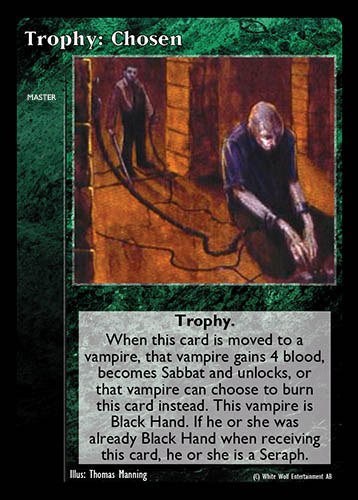 Trophy: Chosen
MASTER
Trophy.
When this card is moved to a
vampire, that vampire gains 4 blood,
becomes Sabbat and unlocks, or
that vampire can choose to burn
this card instead. This vampire is
Black Hand. If he or she was
already Black Hand when receiving
this card, he or she is a Seraph.
Illus: Thomas Manning
(C) White Wolf Entertainment AB